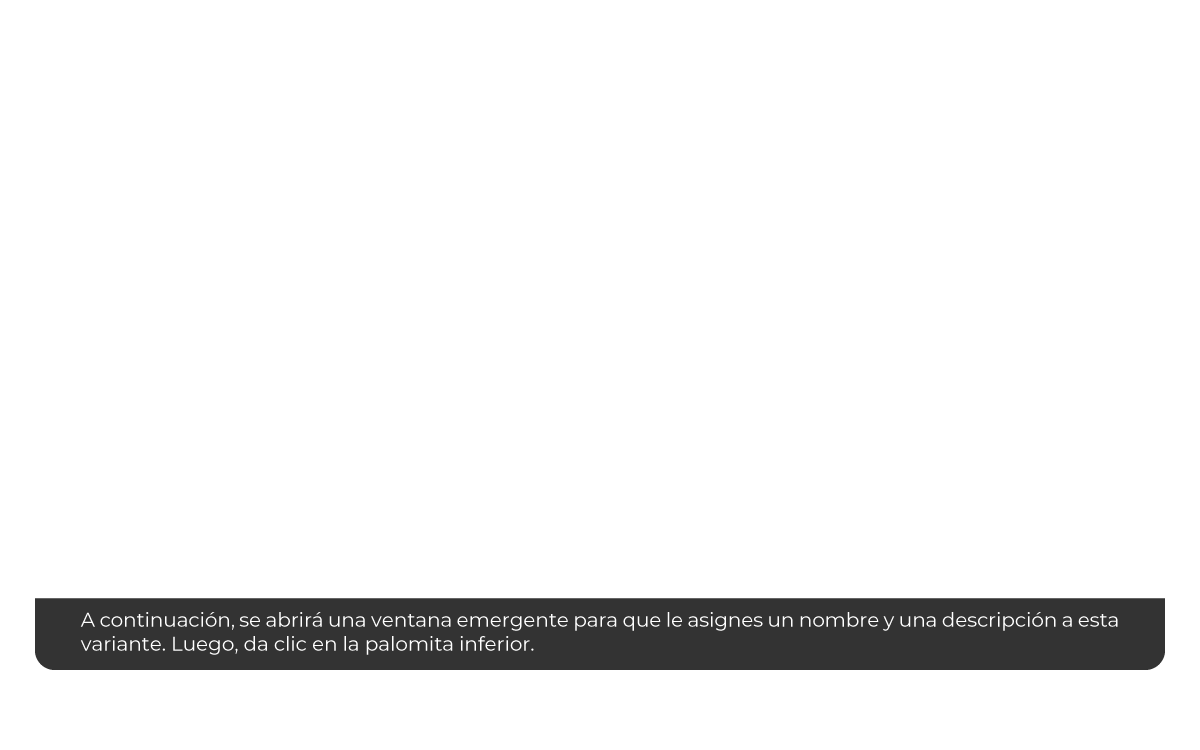 A continuación, se abrirá una ventana emergente para que le asignes un nombre y una descripción a esta
variante. Luego, da clic en la palomita inferior.